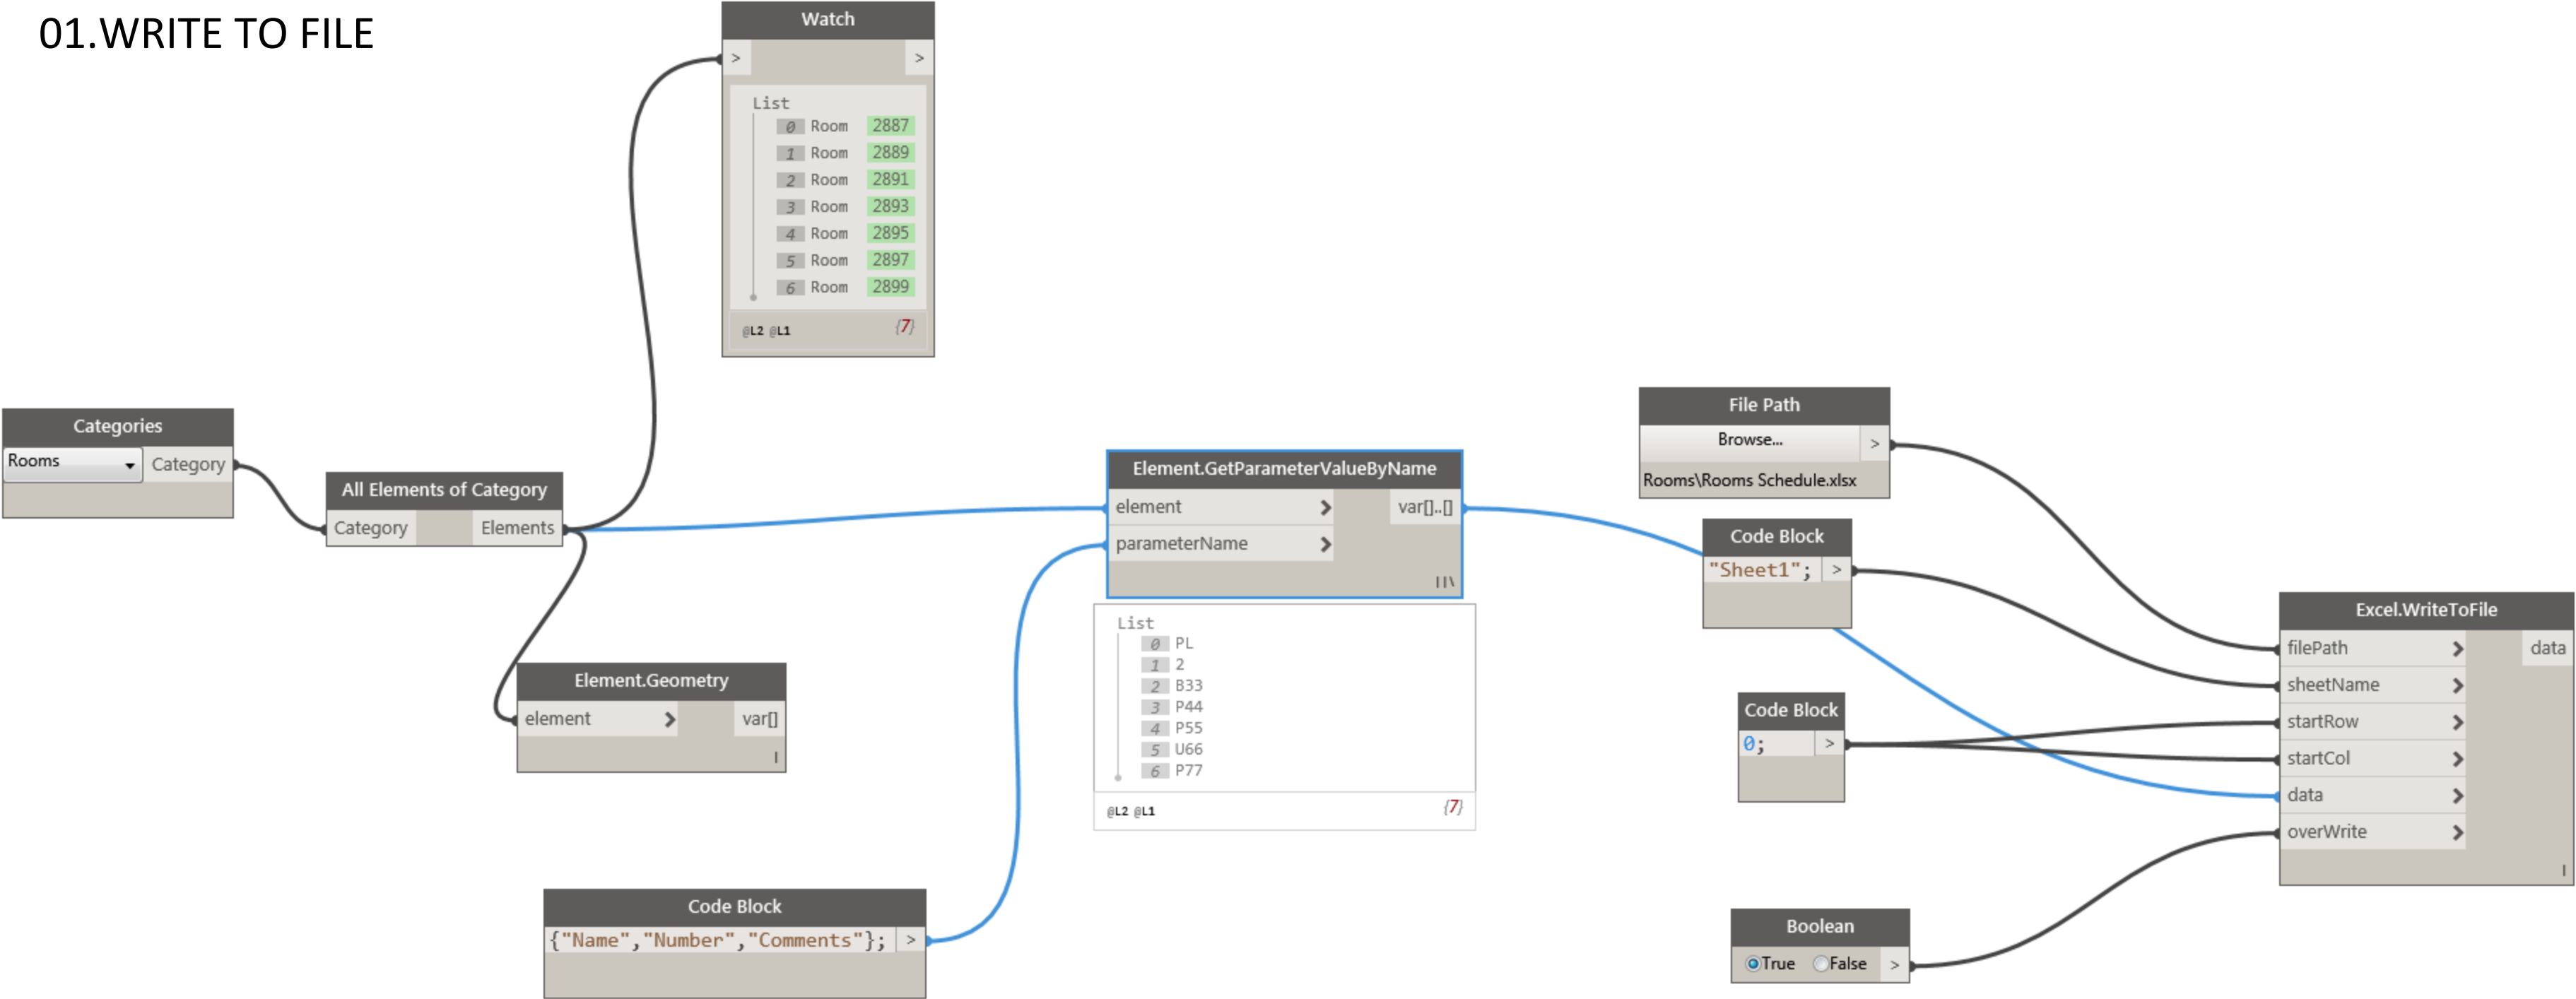 01.WRITE TO FILE
Watch
> >
List
0 Room 2887
1 Room 2889
2 Room 2891
3 Room 2893
4 Room 2895
5 Room 2897
6 Room 2899
@L2 @L1 {7}
Categories
Rooms Category
All Elements of Category
Category Elements
Element.Geometry
element > var[]
|
Code Block
{"Name","Number","Comments"}; >
Element.GetParameterValueByName
element > var[]..[]
parameterName >
||\
List
0 PL
1 2
2 B33
3 P44
4 P55
5 U66
6 P77
@L2 @L1 {7}
File Path
Browse... >
Rooms\Rooms Schedule.xlsx
Code Block
"Sheet1"; >
Code Block
0; >
Boolean
True False >
Excel.WriteToFile
filePath > data
sheetName >
startRow >
startCol >
data >
overWrite >
|